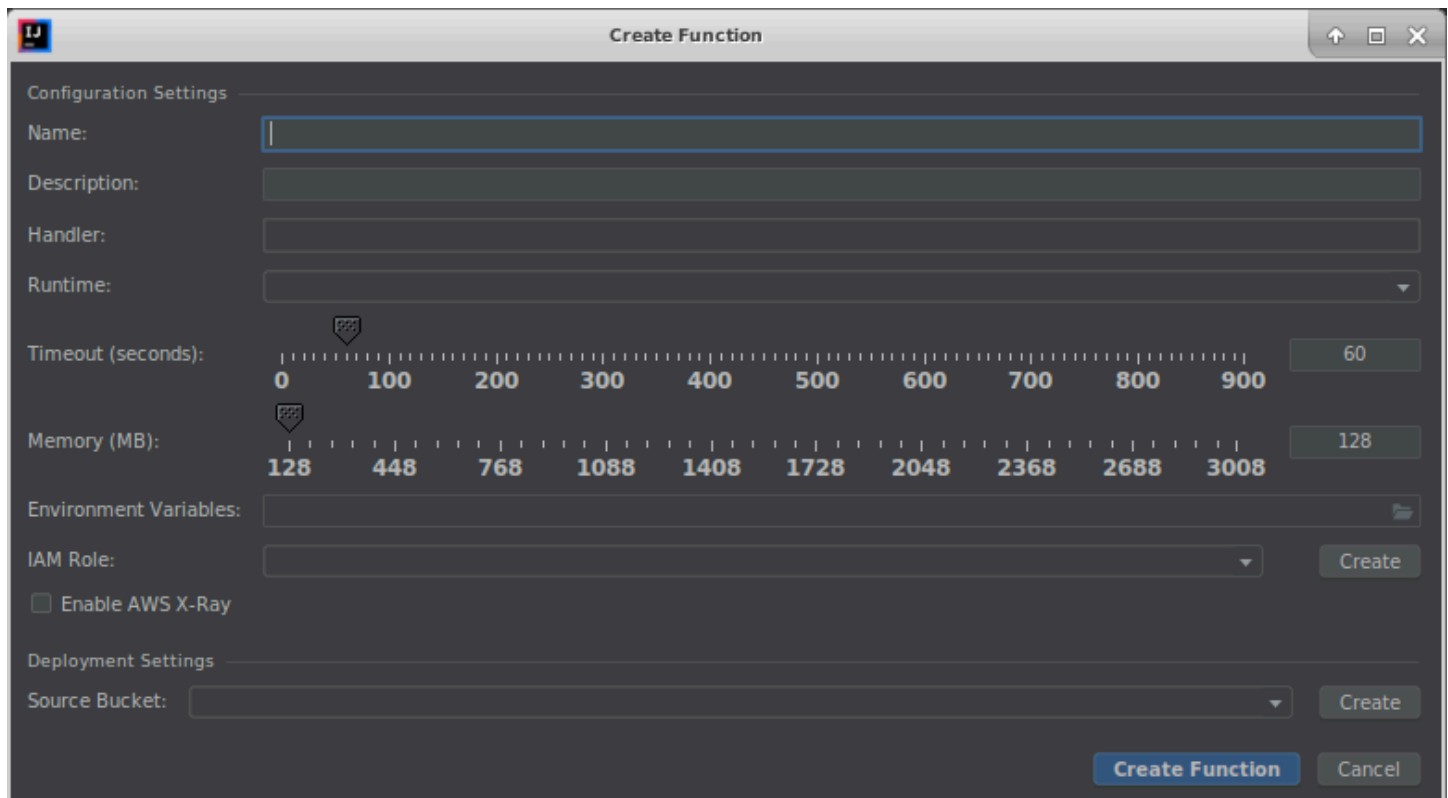 IJ
Create Function
Configuration Settings
Name:
Description:
Handler:
Runtime:
Timeout (seconds):
0 100 200 300 400 500 600 700 800 900
60
Memory (MB):
128 448 768 1088 1408 1728 2048 2368 2688 3008
128
Environment Variables:
IAM Role:
Create
Enable AWS X-Ray
Deployment Settings
Source Bucket:
Create
Create Function
Cancel